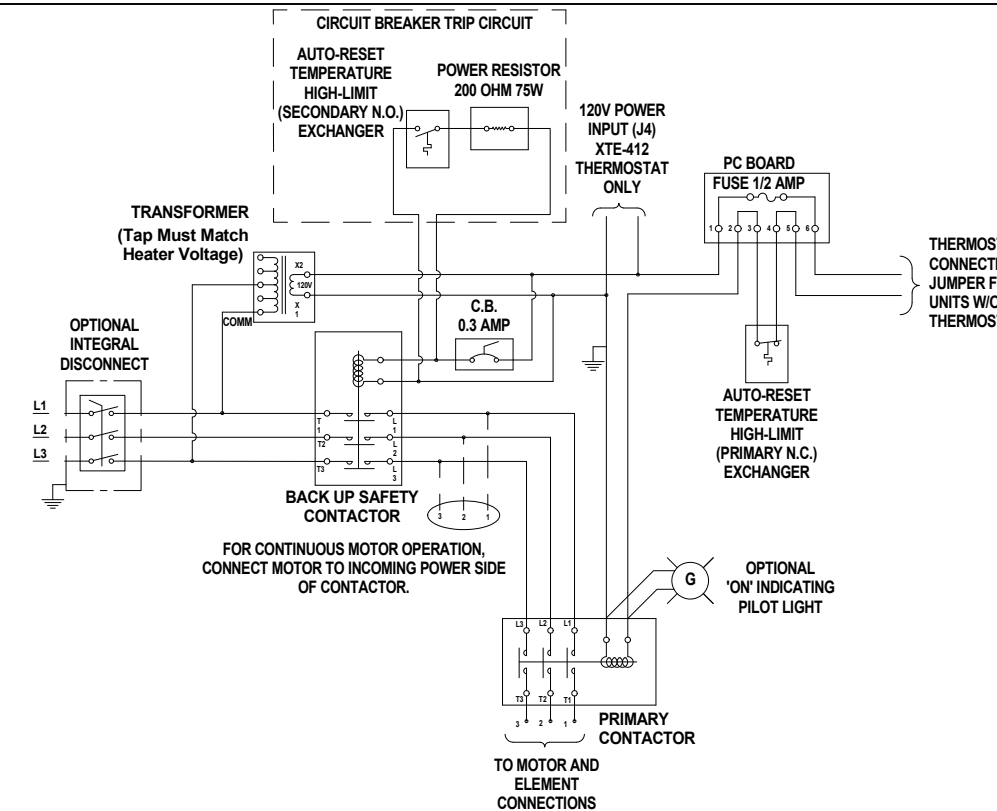 CIRCUIT BREAKER TRIP CIRCUIT
AUTO-RESET
TEMPERATURE
HIGH-LIMIT
(SECONDARY N.O.)
EXCHANGER
POWER RESISTOR
200 OHM 75W
120V POWER
INPUT (J4)
XTE-412
THERMOSTAT
ONLY
PC BOARD
FUSE 1/2 AMP
1 2 3 4 5 6
TRANSFORMER
(Tap Must Match
Heater Voltage)
X2
120V
X
1
COMM
THERMOS
CONNECT
JUMPER F
UNITS W/O
THERMOS
C.B.
0.3 AMP
OPTIONAL
INTEGRAL
DISCONNECT
L1
L2
L3
T
1
T2
T3
L
1
L
2
L
3
BACK UP SAFETY
CONTACTOR
3 2 1
AUTO-RESET
TEMPERATURE
HIGH-LIMIT
(PRIMARY N.C.)
EXCHANGER
FOR CONTINUOUS MOTOR OPERATION,
CONNECT MOTOR TO INCOMING POWER SIDE
OF CONTACTOR.
G
OPTIONAL
'ON' INDICATING
PILOT LIGHT
L3 L2 L1
T3 T2 T1
3 2 1
PRIMARY
CONTACTOR
TO MOTOR AND
ELEMENT
CONNECTIONS